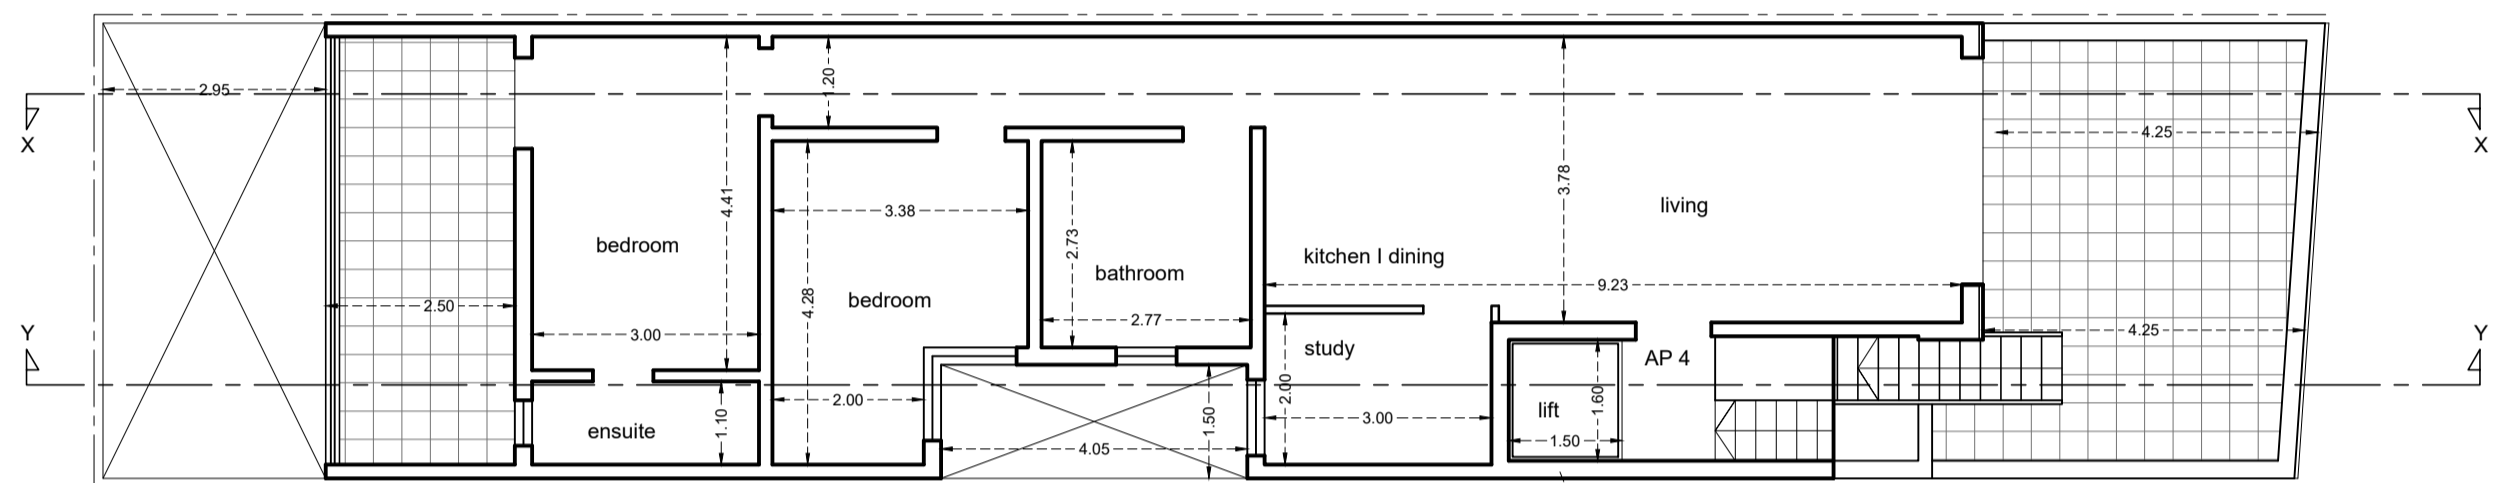 2.95
1.20
X
X
4.25
4.41
3.78
3.38
living
bedroom
2.73
kitchen I dining
bathroom
9.23
4.28
bedroom
2.50
2.77
3.00
Y
Y
4.25
study
AP 4
2.00
2.00
1.60
lift
1.10
1.50
3.00
ensuite
4.05
1.50